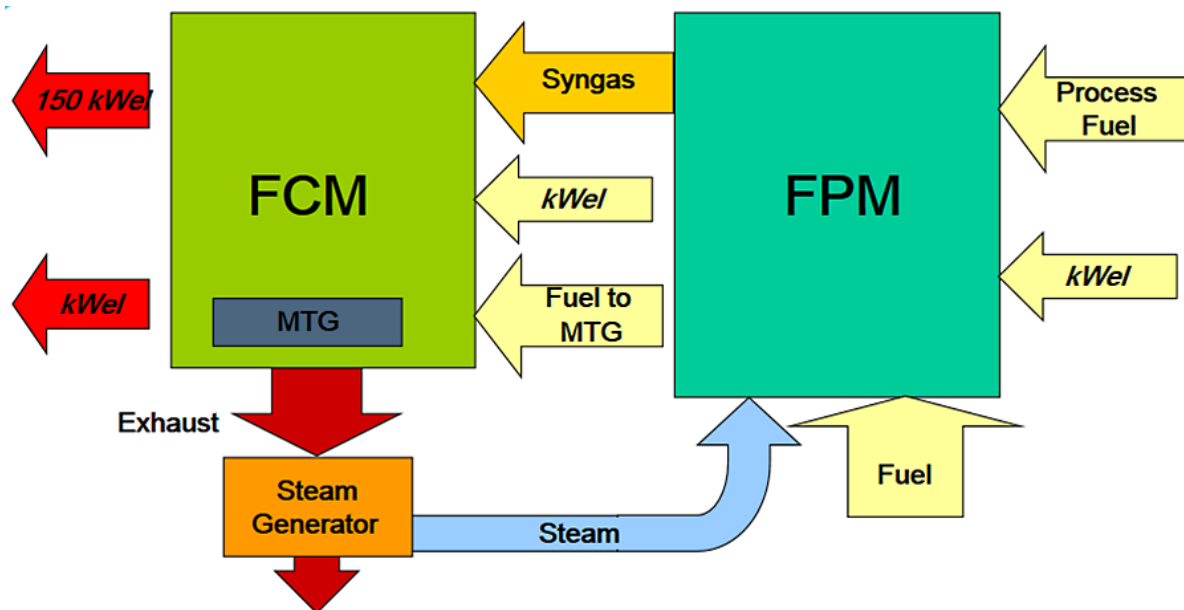 150 kWel
FCM
Syngas
FPM
Process
Fuel
kWel
kWel
kWel
MTG
Fuel to
MTG
Exhaust
Steam
Generator
Steam
Fuel